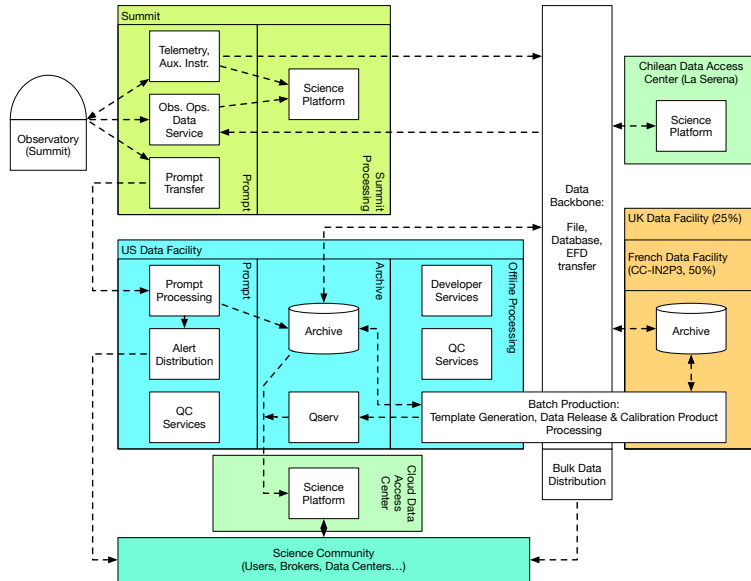 Summit
Telemetry,
Aux. Instr.
Obs. Ops.
Data
Service
Prompt
Transfer
Prompt
Science
Platform
Summit
Processing
Observatory
(Summit)
Data
Backbone:
File,
Database,
EFD
transfer
Chilean Data Access
Center (La Serena)
Science
Platform
UK Data Facility (25%)
French Data Facility
(CC-IN2P3, 50%)
Archive
US Data Facility
Prompt
Processing
Alert
Distribution
QC
Services
Prompt
Archive
Qserv
Archive
Developer
Services
QC
Services
Offline Processing
Batch Production:
Template Generation, Data Release & Calibration Product
Processing
Bulk Data
Distribution
Science
Platform
Cloud Data
Access
Center
Science Community
(Users, Brokers, Data Centers…)